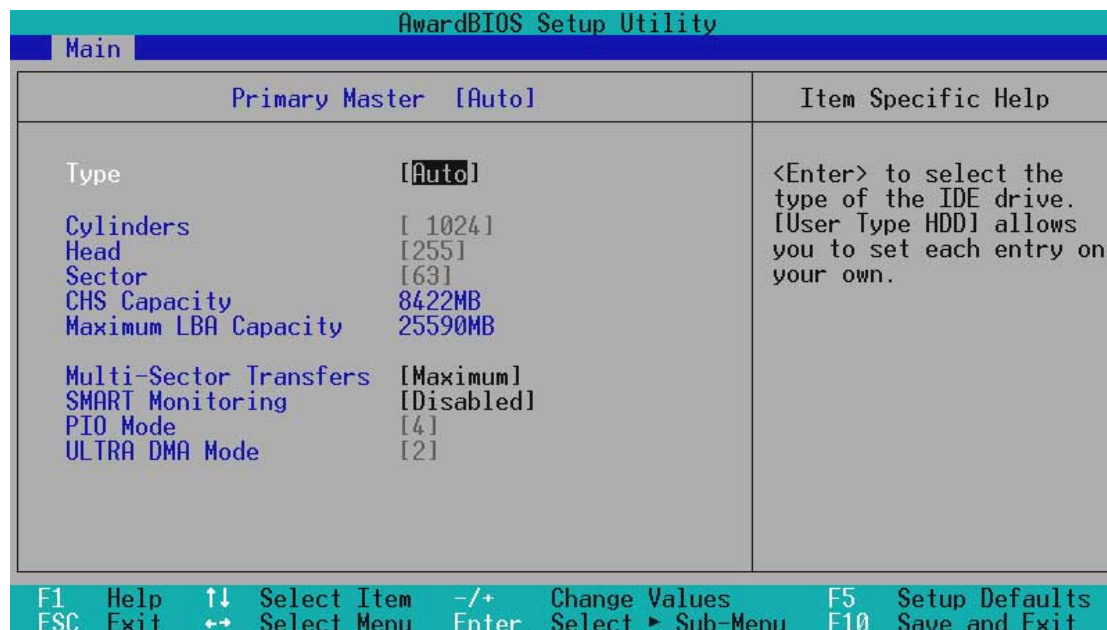 AwardBIOS Setup Utility
Main
Primary Master [Auto]
Item Specific Help
Type [Auto]
Cylinders [ 1024]
Head [255]
Sector [63]
CHS Capacity 8422MB
Maximum LBA Capacity 25590MB
Multi-Sector Transfers [Maximum]
SMART Monitoring [Disabled]
PIO Mode [4]
ULTRA DMA Mode [2]
<Enter> to select the
type of the IDE drive.
[User Type HDD] allows
you to set each entry on
your own.
F1 Help ↑↓ Select Item -/+ Change Values F5 Setup Defaults
ESC Exit ←→ Select Menu Enter Select ► Sub-Menu F10 Save and Exit